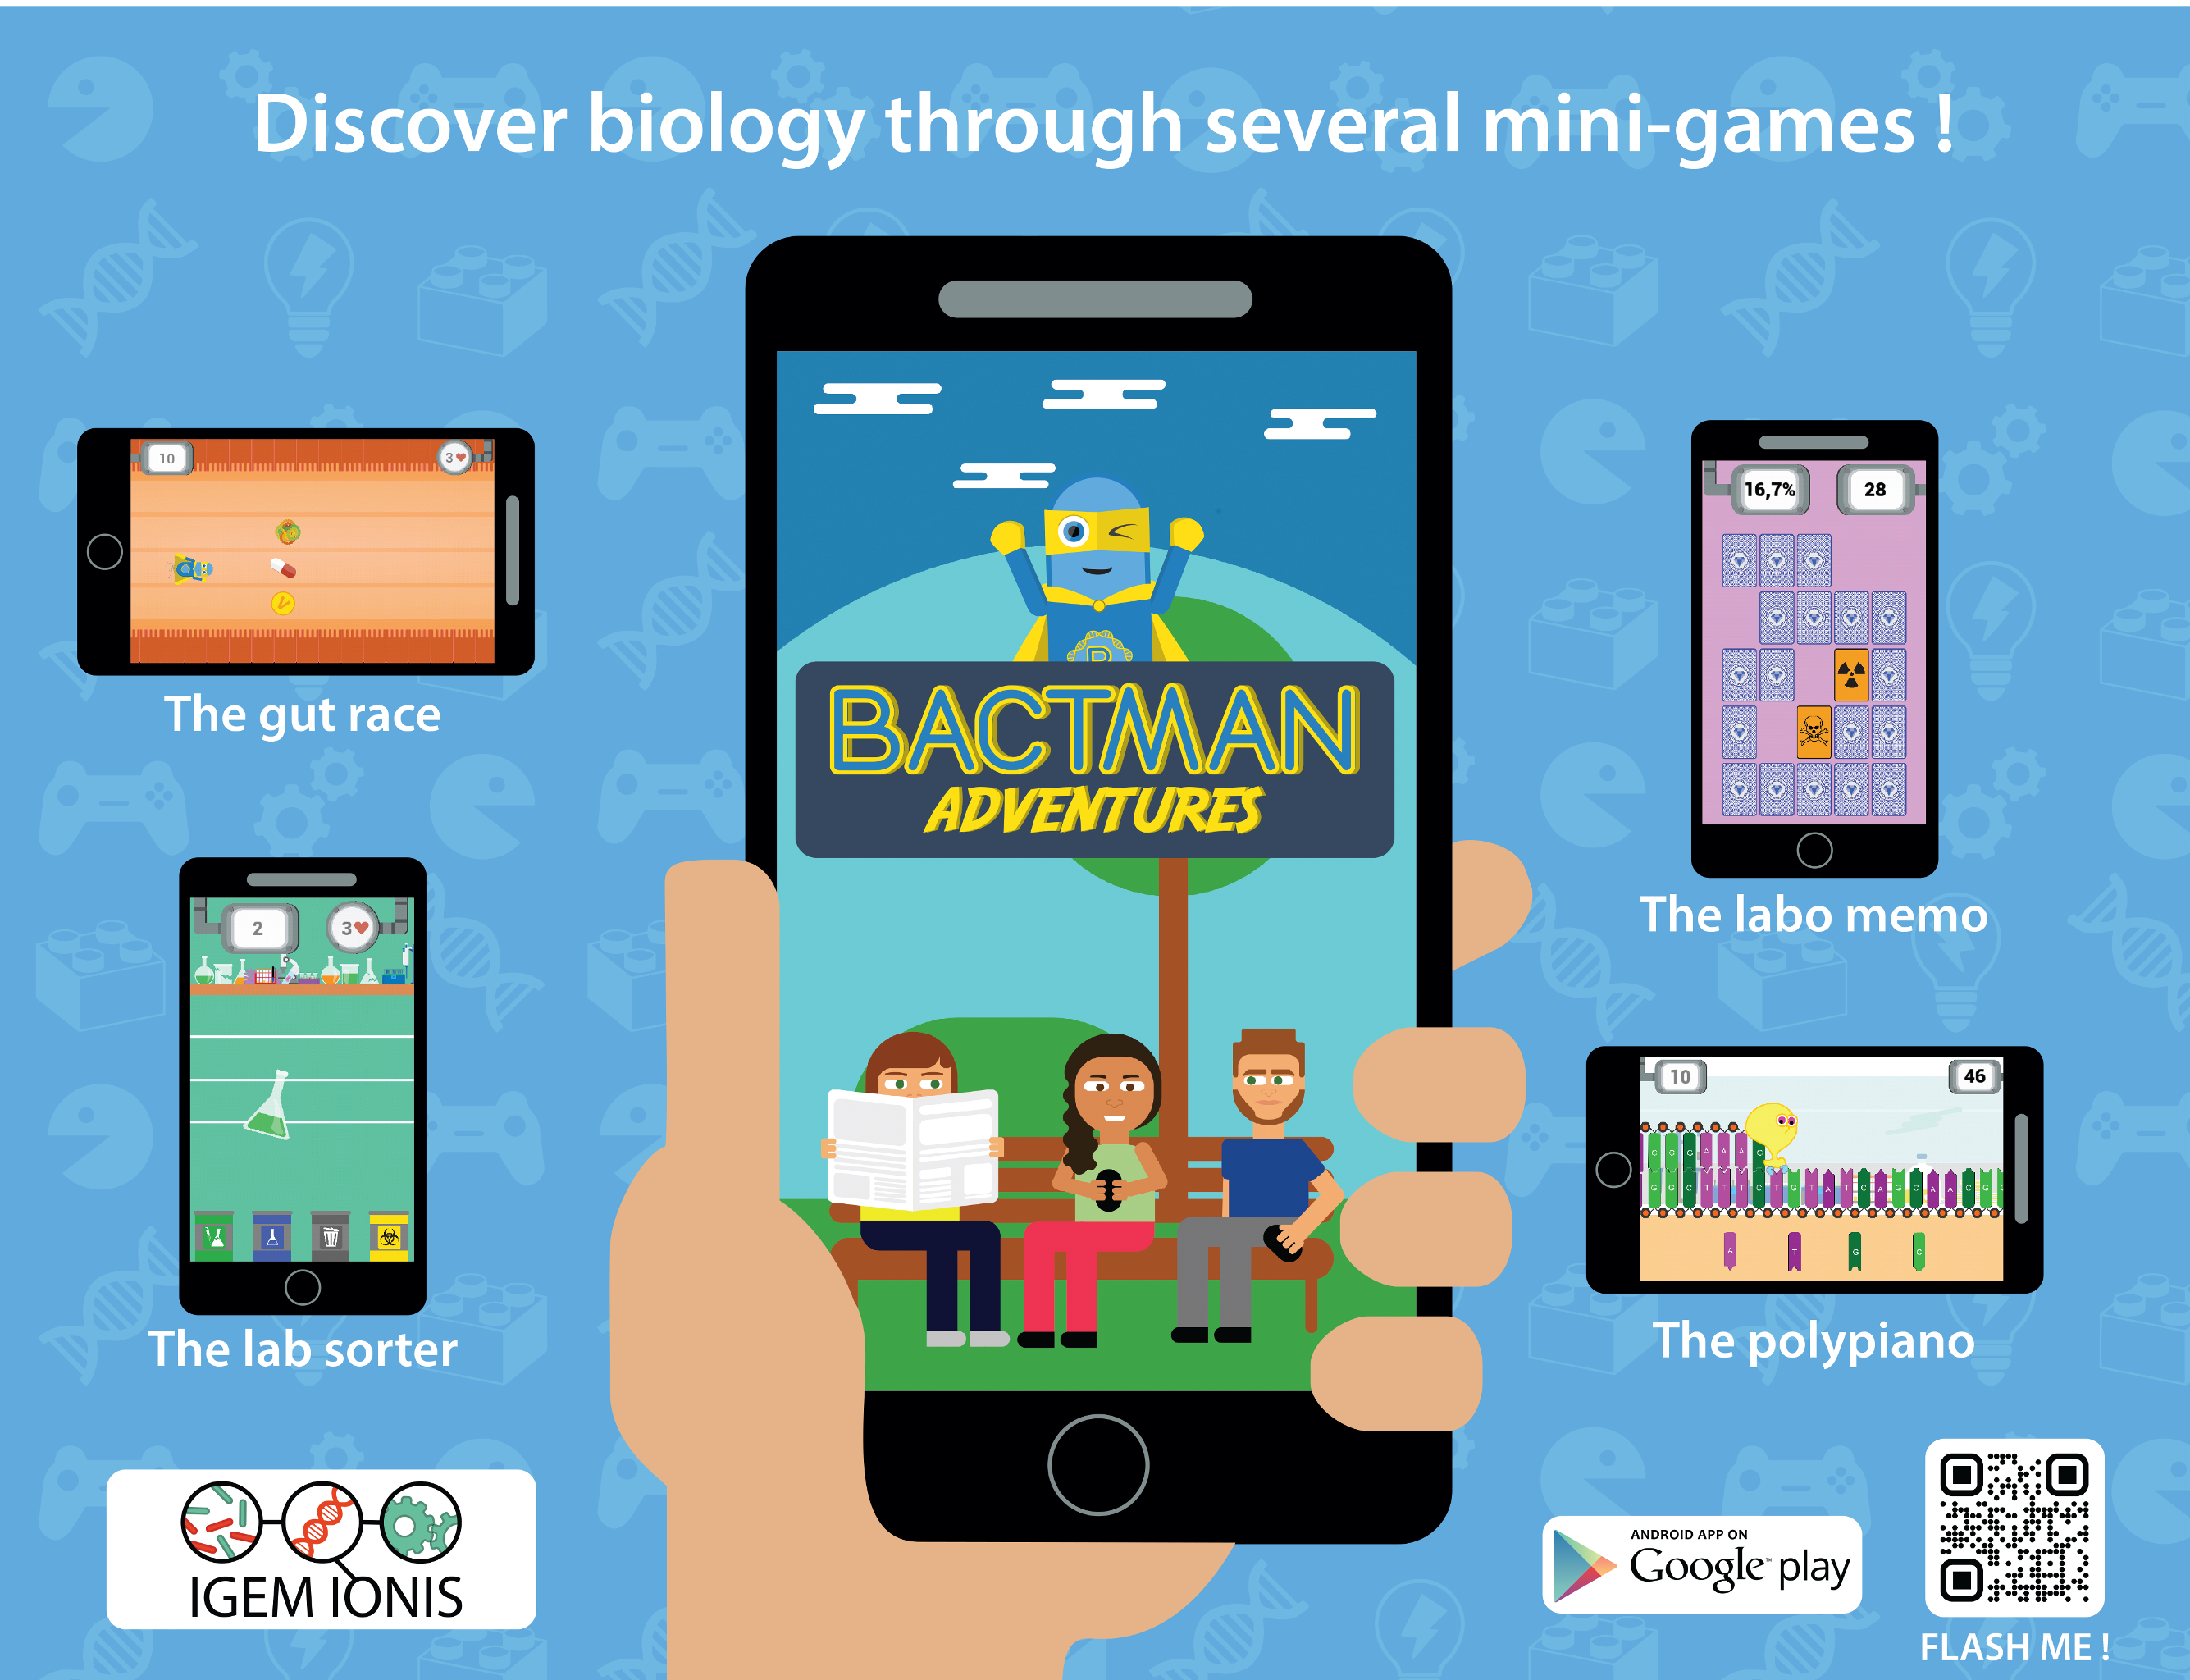 Discover biology through several mini-games !
10
3
The gut race
B
BACTMAN
ADVENTURES
16,7%
28
The labo memo
2
3
The lab sorter
10
46
C C G A A A G
G G C T T T C T G T A T C A G C A A C G
A T G C
The polypiano
IGEM IONIS
ANDROID APP ON
Google™ play
FLASH ME !